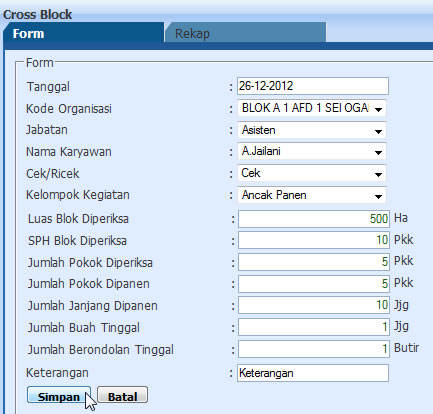 Cross Block
Form Rekap
Form
Tanggal : 26-12-2012
Kode Organisasi : BLOK A 1 AFD 1 SEI OGA
Jabatan : Asisten
Nama Karyawan : A.Jailani
Cek/Ricek : Cek
Kelompok Kegiatan : Ancak Panen
Luas Blok Diperiksa : 500 Ha
SPH Blok Diperiksa : 10 Pkk
Jumlah Pokok Diperiksa : 5 Pkk
Jumlah Pokok Dipanen : 5 Pkk
Jumlah Janjang Dipanen : 10 Jjg
Jumlah Buah Tinggal : 1 Jjg
Jumlah Berondolan Tinggal : 1 Butir
Keterangan : Keterangan
Simpan Batal